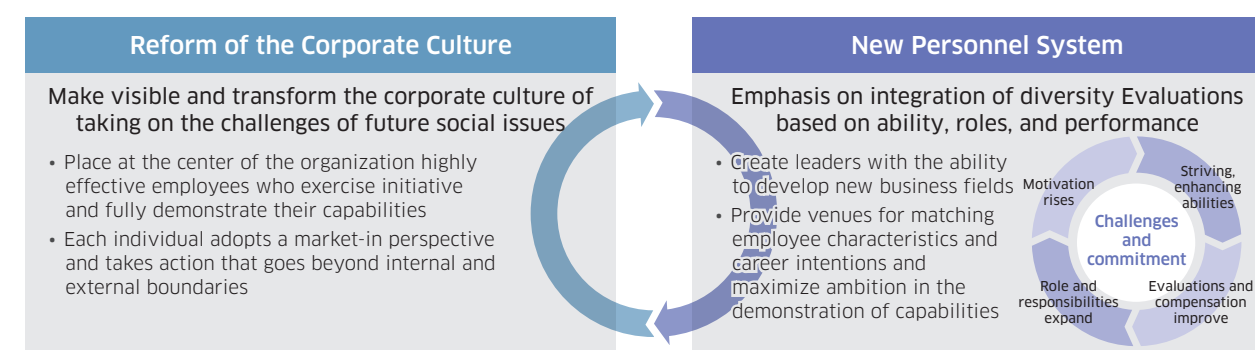 Reform of the Corporate Culture
Make visible and transform the corporate culture of
taking on the challenges of future social issues
• Place at the center of the organization highly
effective employees who exercise initiative
and fully demonstrate their capabilities
• Each individual adopts a market-in perspective
and takes action that goes beyond internal and
external boundaries
New Personnel System
Emphasis on integration of diversity Evaluations
based on ability, roles, and performance
• Create leaders with the ability
to develop new business fields
• Provide venues for matching
employee characteristics and
career intentions and
maximize ambition in the
demonstration of capabilities
Motivation
rises
Striving,
enhancing
abilities
Challenges
and
commitment
Role and
responsibilities
expand
Evaluations and
compensation
improve